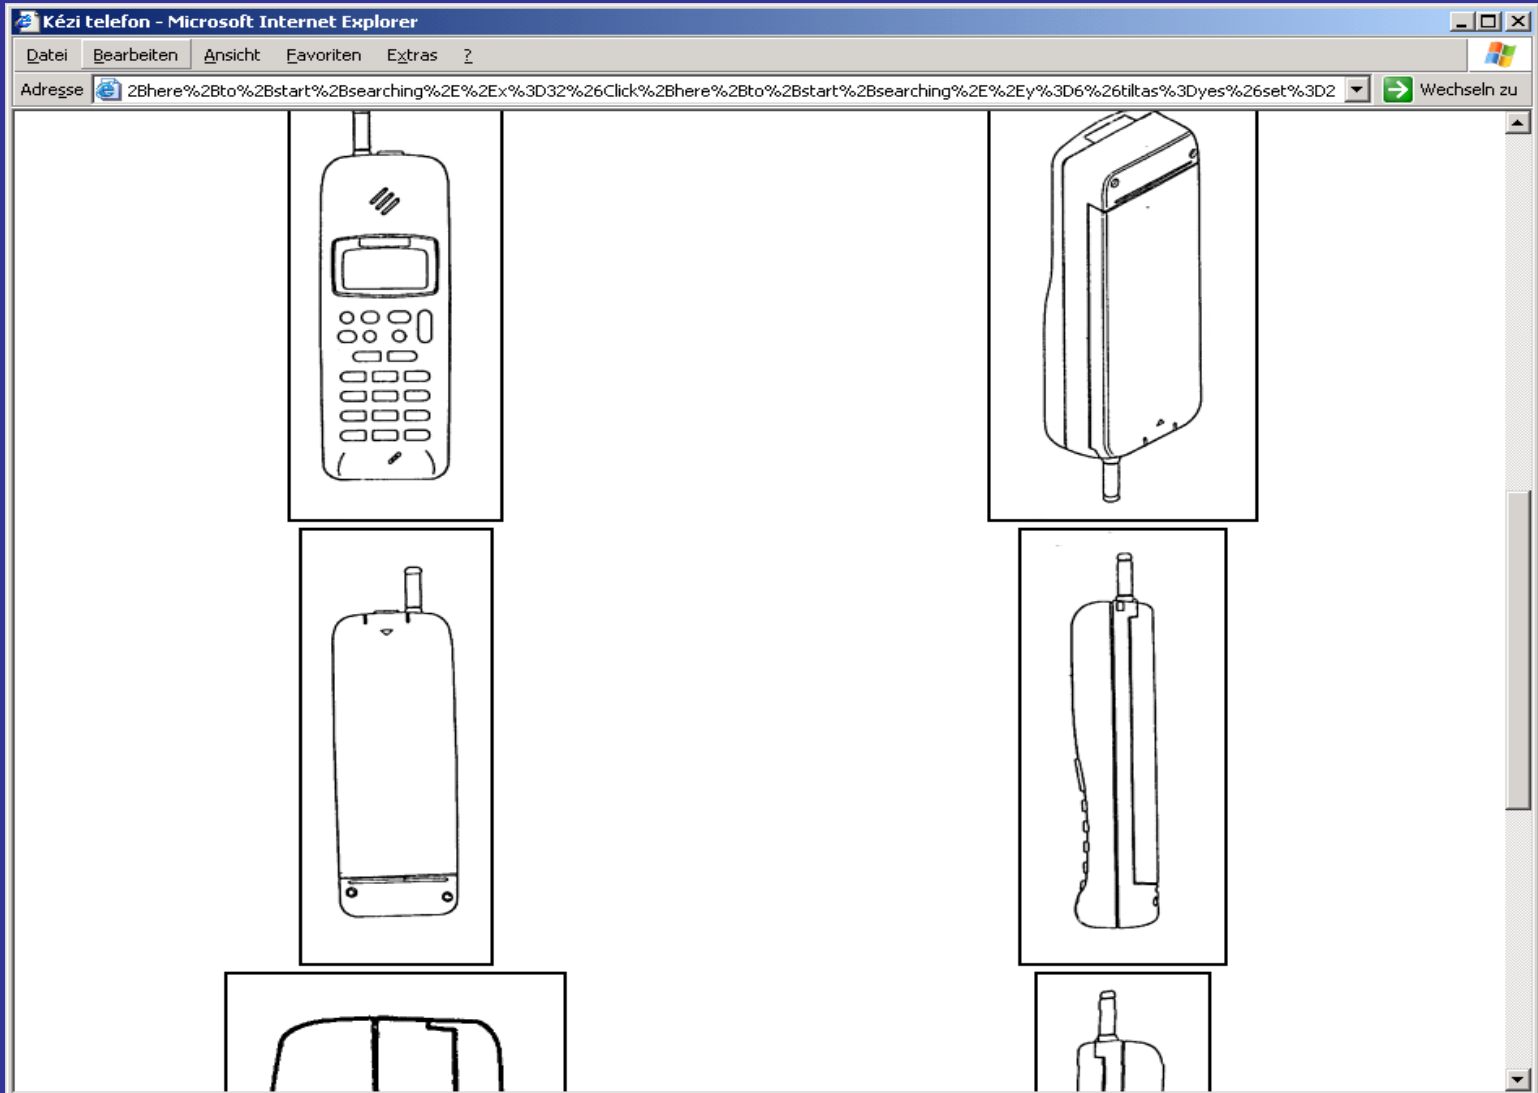 Kézi telefon - Microsoft Internet Explorer
Datei Bearbeiten Ansicht Favoriten Extras ?
Adresse 2Bhere%2Bto%2Bstart%2Bsearching%2E%2Ex%3D32%26Click%2Bhere%2Bto%2Bstart%2Bsearching%2E%2Ey%3D6%26tiltas%3Dyes%26set%3D2 Wechseln zu